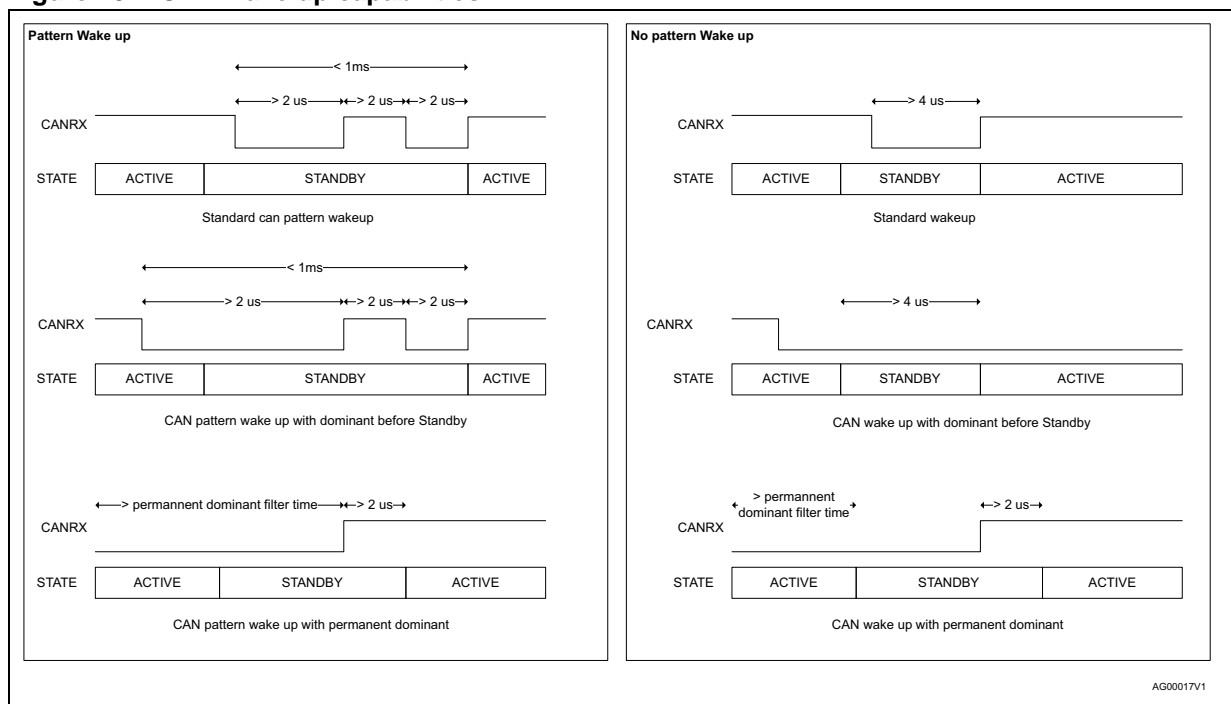 Pattern Wake up
< 1ms
> 2 us
> 2 us
> 2 us
CANRX
STATE
ACTIVE
STANDBY
ACTIVE
Standard can pattern wakeup
< 1ms
> 2 us
> 2 us
> 2 us
CANRX
STATE
ACTIVE
STANDBY
ACTIVE
CAN pattern wake up with dominant before Standby
> permannent dominant filter time
> 2 us
CANRX
STATE
ACTIVE
STANDBY
ACTIVE
CAN pattern wake up with permanent dominant
No pattern Wake up
> 4 us
CANRX
STATE
ACTIVE
STANDBY
ACTIVE
Standard wakeup
> 4 us
CANRX
STATE
ACTIVE
STANDBY
ACTIVE
CAN wake up with dominant before Standby
> permannent
dominant filter time
> 2 us
CANRX
STATE
ACTIVE
STANDBY
ACTIVE
CAN wake up with permanent dominant
AG00017V1